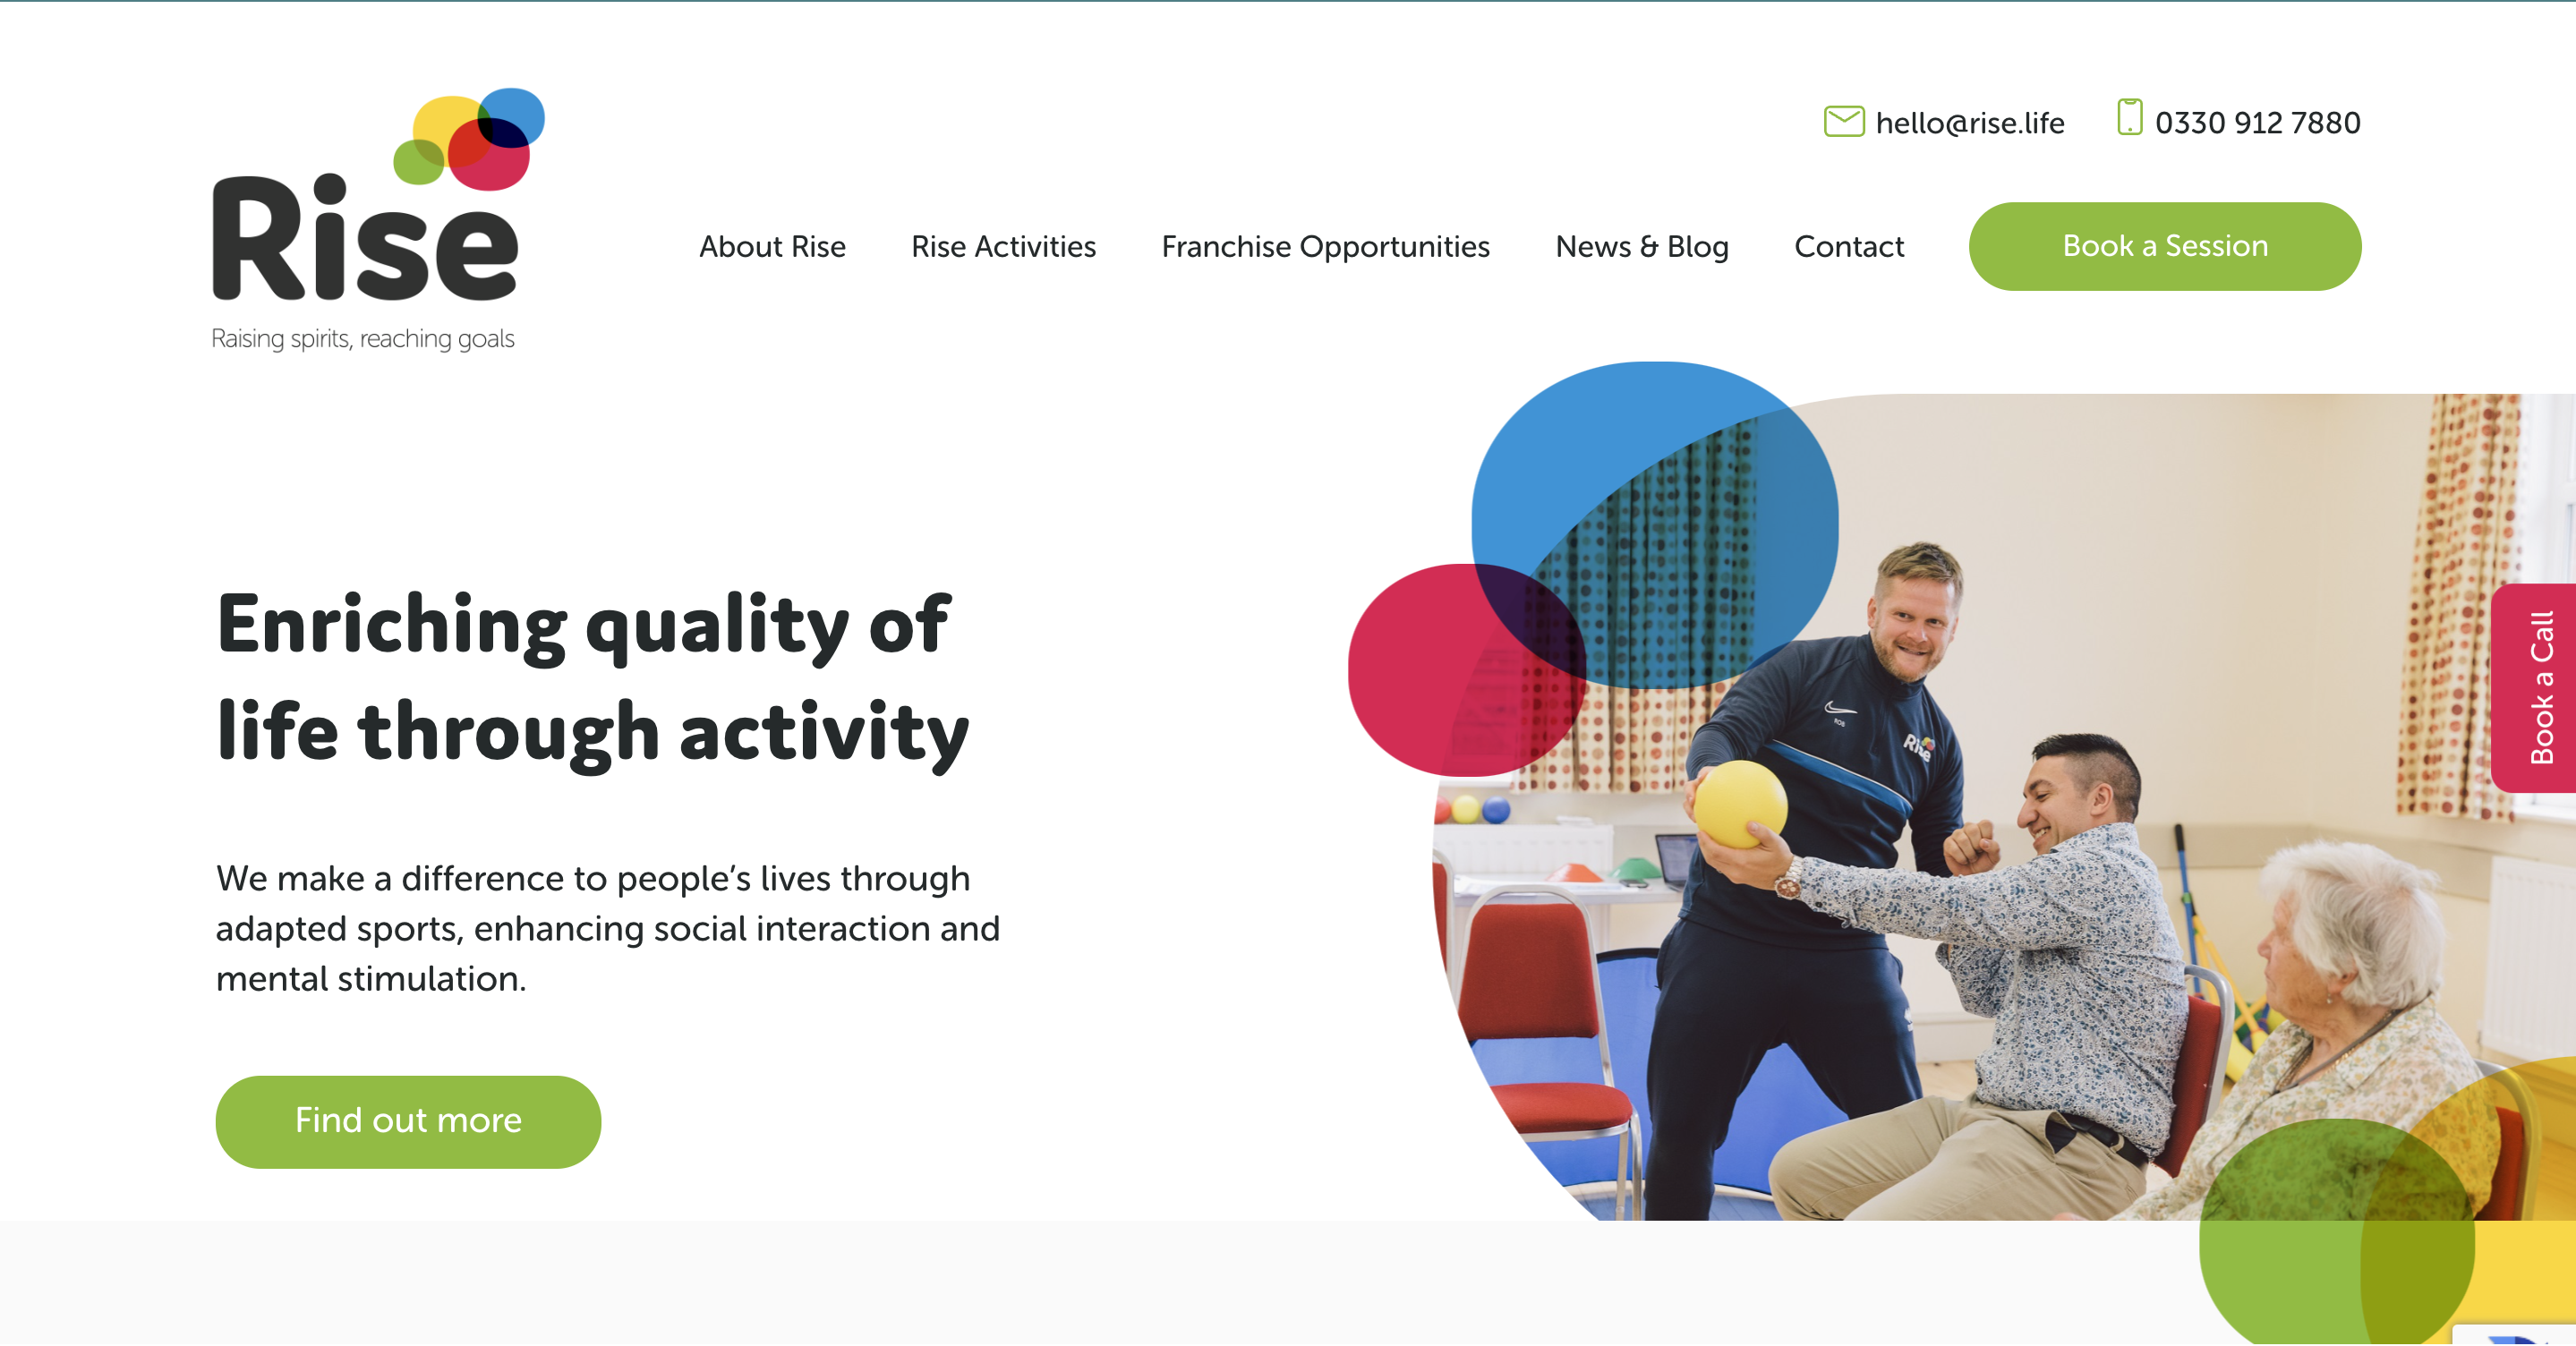 hello@rise.life
0330 912 7880
Rise
Raising spirits, reaching goals
About Rise
Rise Activities
Franchise Opportunities
News & Blog
Contact
Book a Session
Enriching quality of
life through activity
We make a difference to people’s lives through
adapted sports, enhancing social interaction and
mental stimulation.
Find out more
Book a Call
ROB
Rise